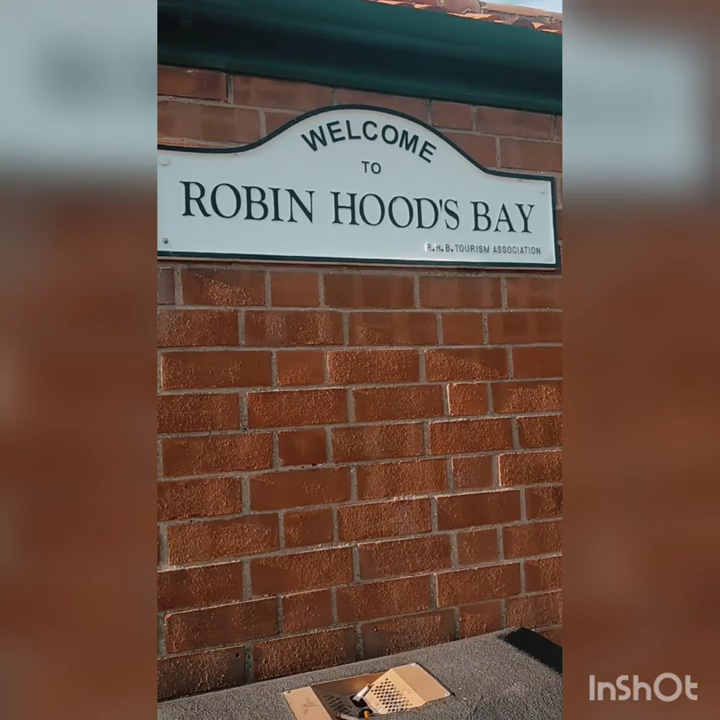 WELCOME
TO
ROBIN HOOD'S BAY
R.H.B. TOURISM ASSOCIATION
InShOt